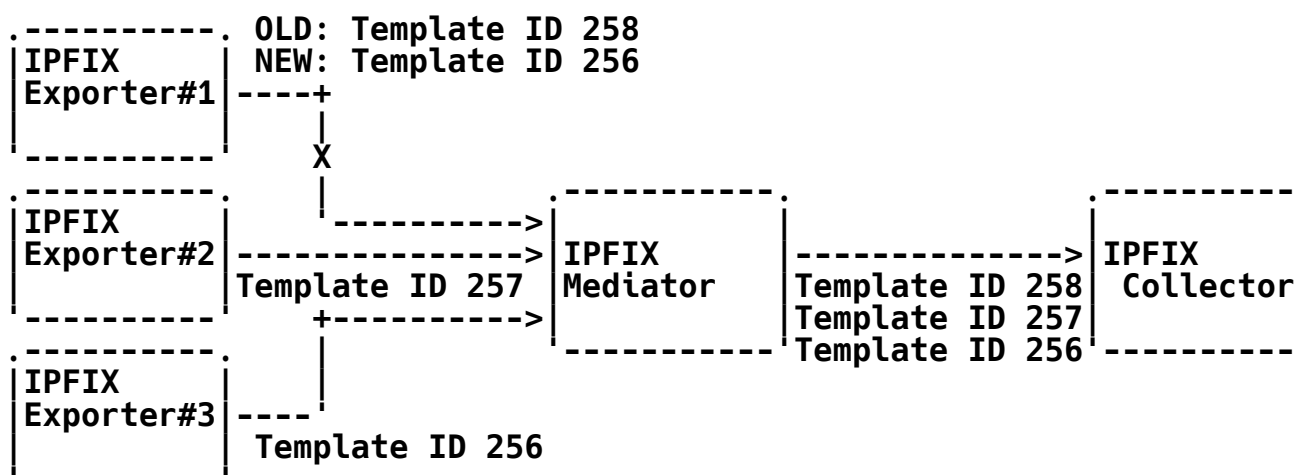 OLD: Template ID 258
IPFIX NEW: Template ID 256
Exporter#1----+
X
IPFIX '---------->
Exporter#2---------------> IPFIX --------------> IPFIX
Template ID 257 Mediator Template ID 258 Collector
+----------> Template ID 257
Template ID 256
IPFIX
Exporter#3----'
Template ID 256